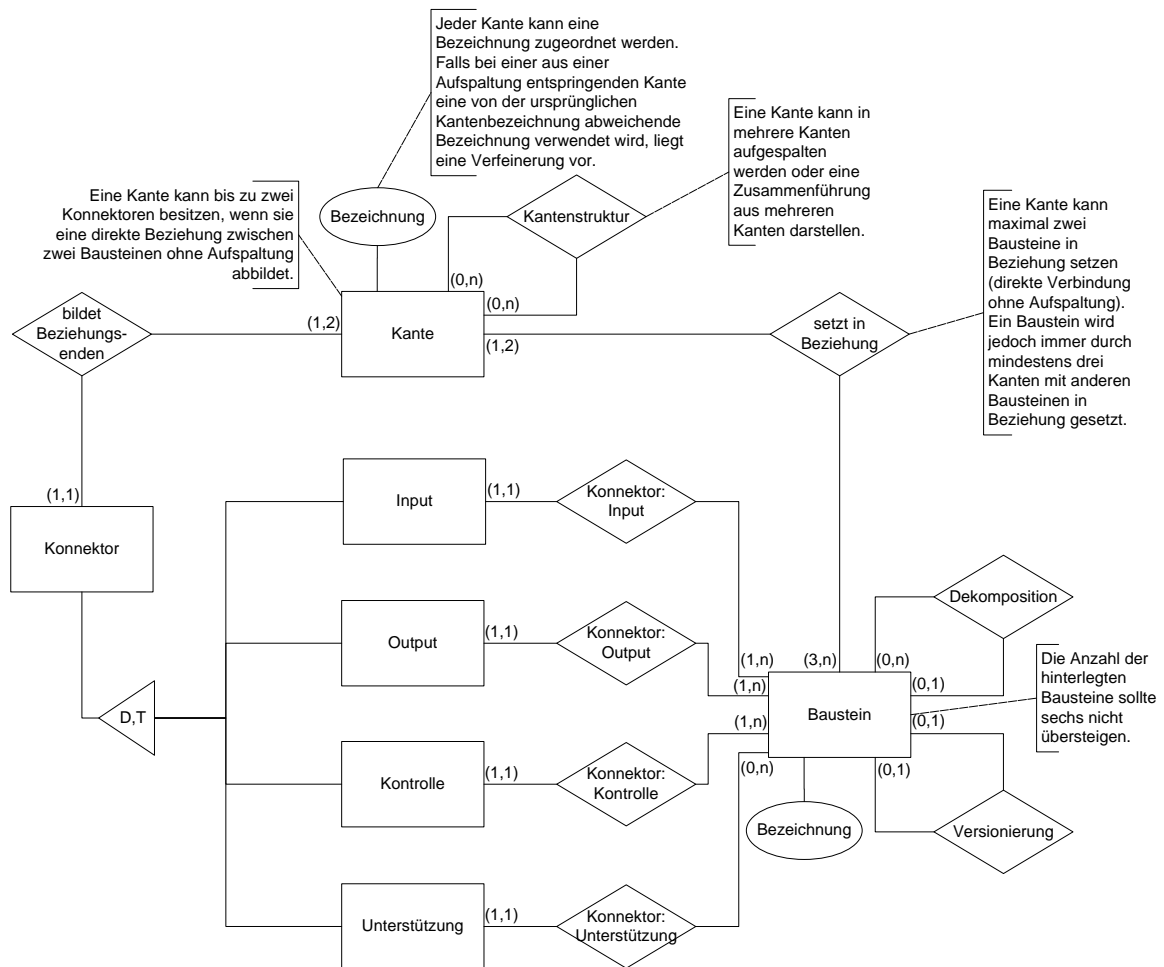 Jeder Kante kann eine
Bezeichnung zugeordnet werden.
Falls bei einer aus einer
Aufspaltung entspringenden Kante
eine von der ursprünglichen
Kantenbezeichnung abweichende
Bezeichnung verwendet wird, liegt
eine Verfeinerung vor.
Eine Kante kann in
mehrere Kanten
aufgespalten
werden oder eine
Zusammenführung
aus mehreren
Kanten darstellen.
Eine Kante kann bis zu zwei
Konnektoren besitzen, wenn sie
eine direkte Beziehung zwischen
zwei Bausteinen ohne Aufspaltung
abbildet.
Bezeichnung
Kantenstruktur
Eine Kante kann
maximal zwei
Bausteine in
Beziehung setzen
(direkte Verbindung
ohne Aufspaltung).
Ein Baustein wird
jedoch immer durch
mindestens drei
Kanten mit anderen
Bausteinen in
Beziehung gesetzt.
(0,n)
(0,n)
bildet
Beziehungs-
enden
(1,2)
Kante
(1,2)
setzt in
Beziehung
(1,1)
Konnektor
Input
(1,1)
Konnektor:
Input
Output
(1,1)
Konnektor:
Output
Dekomposition
(1,n)
(3,n)
(0,n)
(1,n)
(0,1)
Die Anzahl der
hinterlegten
Bausteine sollte
sechs nicht
übersteigen.
D,T
Baustein
(1,n)
(0,1)
Kontrolle
(1,1)
Konnektor:
Kontrolle
(0,n)
(0,1)
Bezeichnung
Versionierung
Unterstützung
(1,1)
Konnektor:
Unterstützung